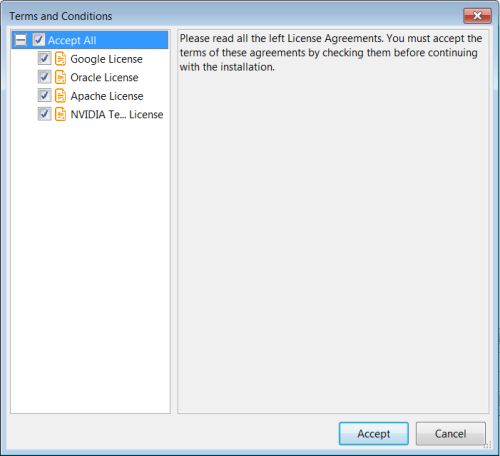 Terms and Conditions
Accept All
Google License
Oracle License
Apache License
NVIDIA Te... License
Please read all the left License Agreements. You must accept the
terms of these agreements by checking them before continuing
with the installation.
Accept
Cancel